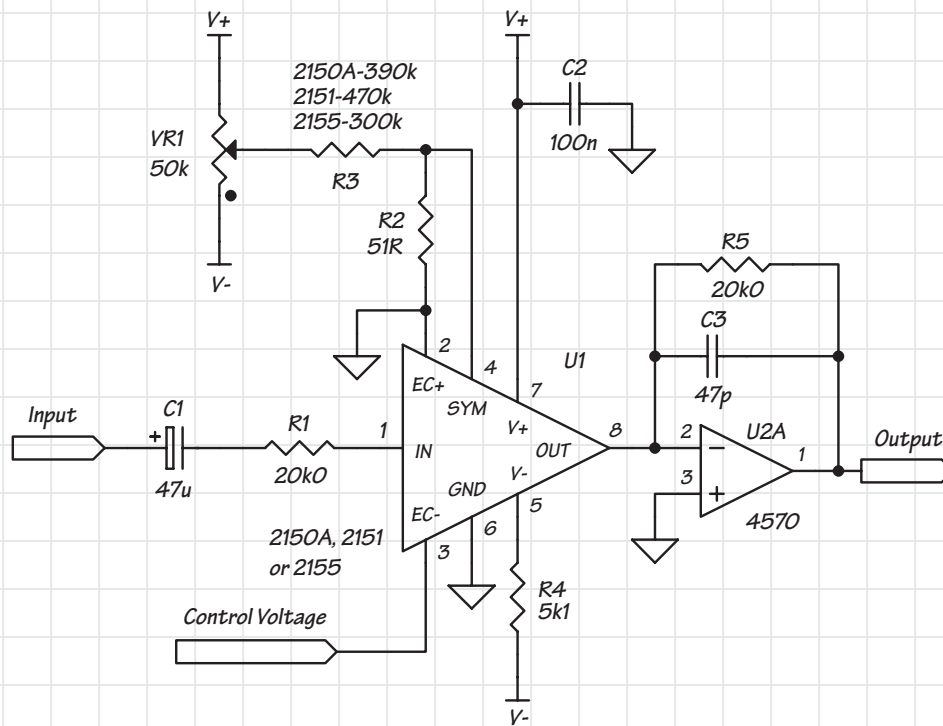 V+
V+
2150A-390k
2151-470k
2155-300k
C2
100n
VR1
50k
R3
R2
51R
V-
R5
20k0
C3
47p
2
4
U1
EC+
SYM
7
V+
Input
C1
+
47u
R1
20k0
1
IN
OUT
8
V-
GND
EC-
5
6
3
2
U2A
1
Output
3
−
+
4570
2150A, 2151
or 2155
R4
5k1
Control Voltage
V-